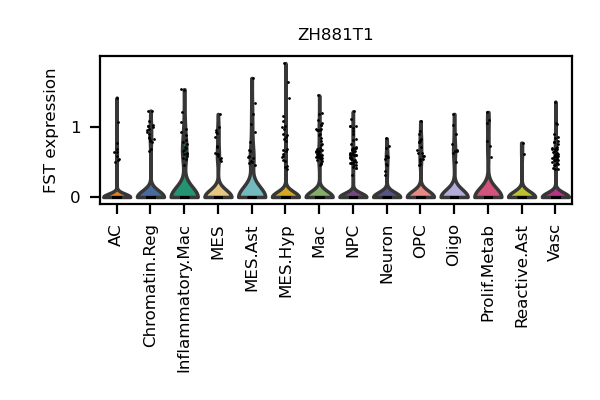 ZH881T1
FST expression
1
0
AC
Chromatin.Reg
Inflammatory.Mac
MES
MES.Ast
MES.Hyp
Mac
NPC
Neuron
OPC
Oligo
Prolif.Metab
Reactive.Ast
Vasc